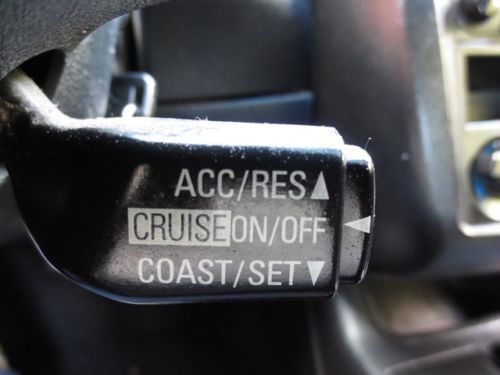 ACC/RES▲
CRUISE ON/OFF ◀
COAST/SET▼